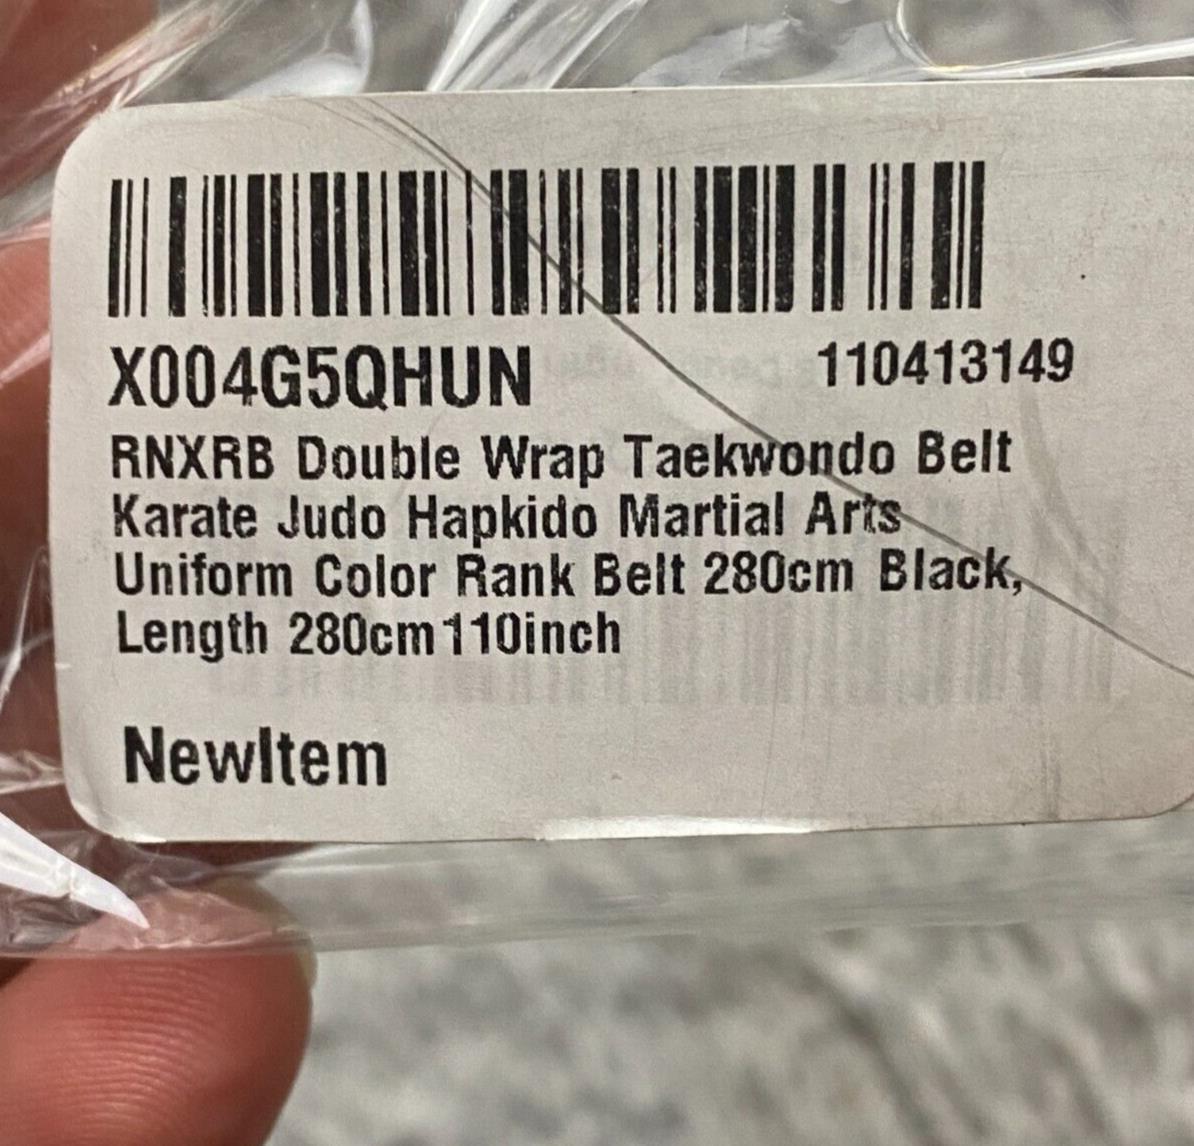 X004G5QHUN 110413149
RNXRB Double Wrap Taekwondo Belt
Karate Judo Hapkido Martial Arts
Uniform Color Rank Belt 280cm Black,
Length 280cm110inch
NewItem